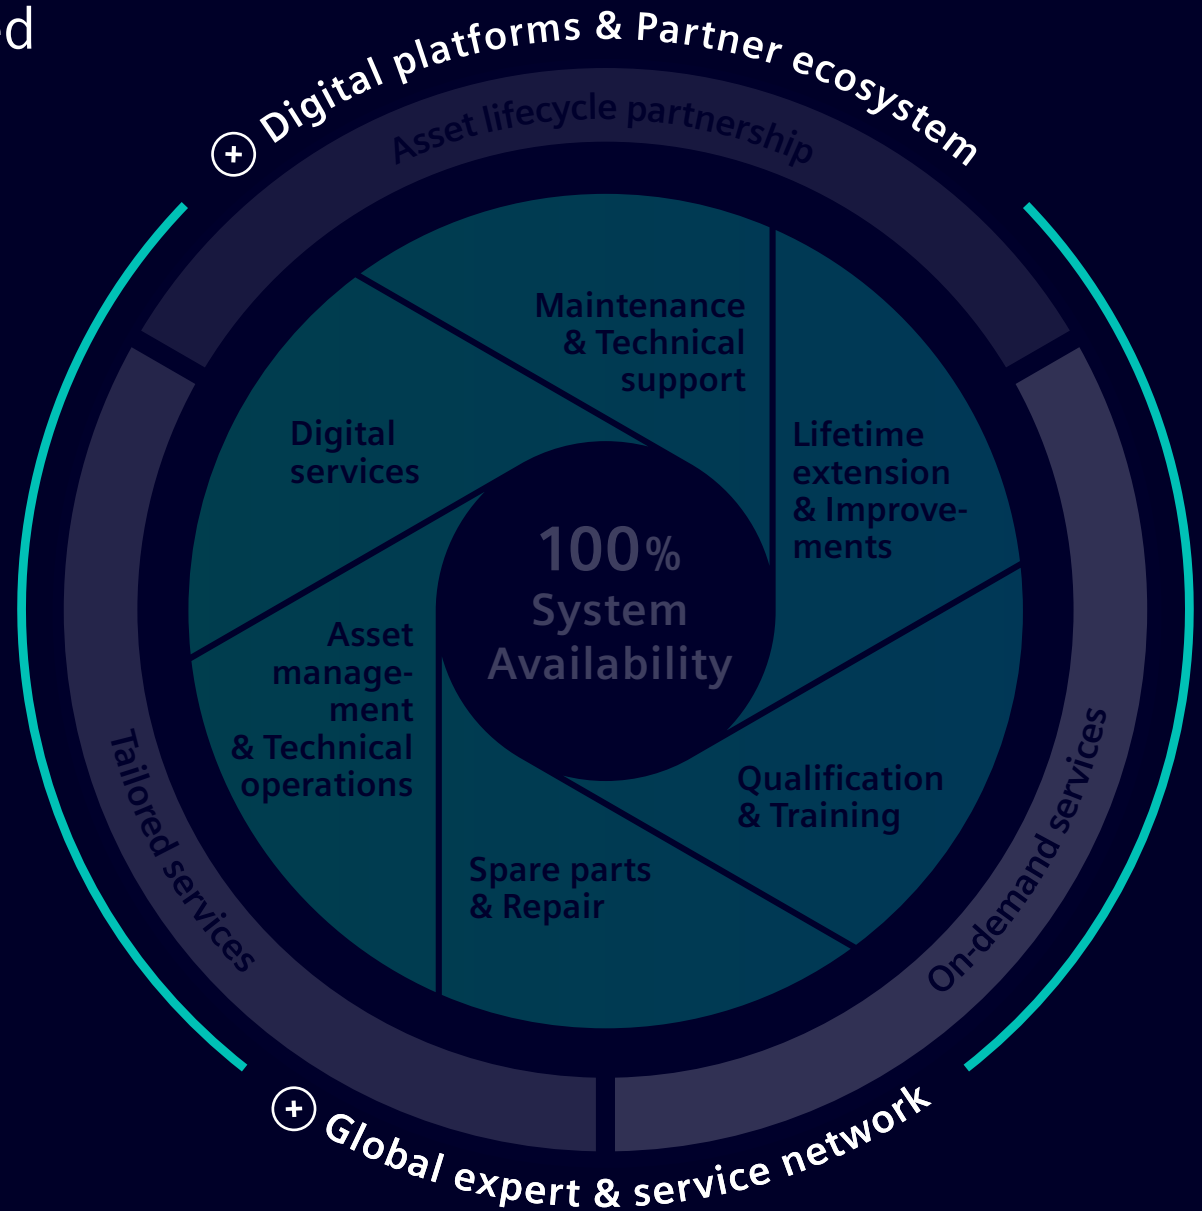 Digital platforms & Partner ecosystem
Asset lifecycle partnership
Maintenance
& Technical
support
Digital
services
Lifetime
extension
& Improve-
ments
100%
System
Availability
Asset
manage-
ment
& Technical
operations
Qualification
& Training
Spare parts
& Repair
Tailored services
On-demand services
Global expert & service network